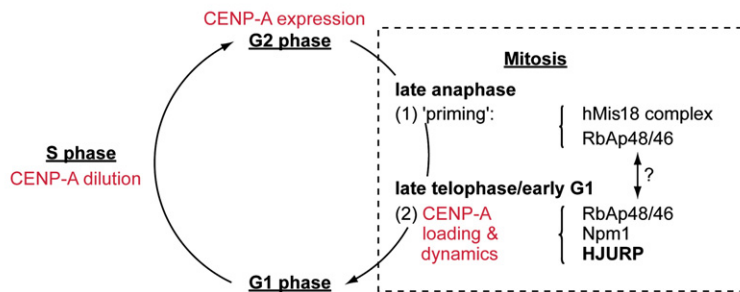 CENP-A expression
G2 phase
Mitosis
late anaphase
(1) 'priming':
hMis18 complex
RbAp48/46
?
S phase
CENP-A dilution
late telophase/early G1
(2) CENP-A
loading &
dynamics
RbAp48/46
Npm1
HJURP
G1 phase